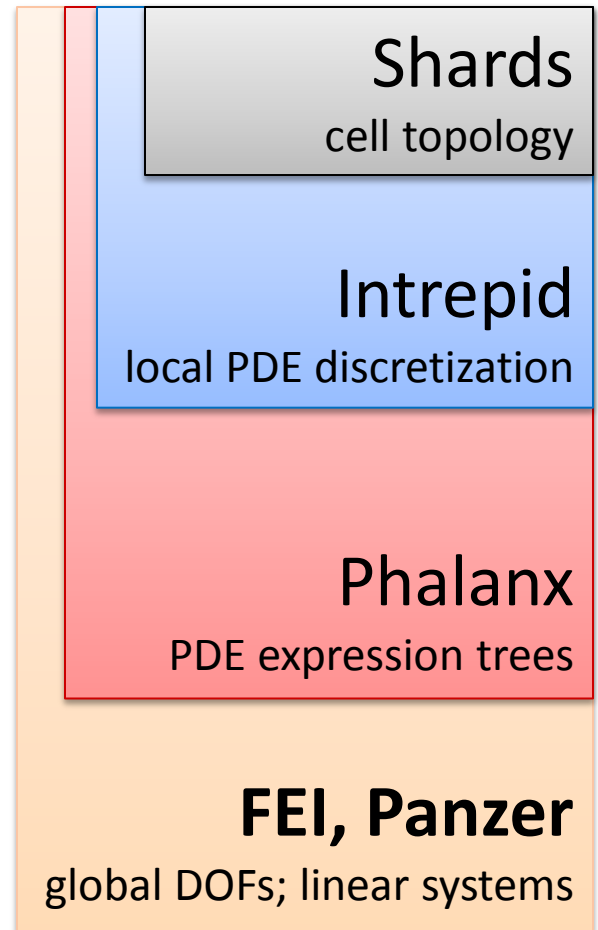 Shards
cell topology
Intrepid
local PDE discretization
Phalanx
PDE expression trees
FEI, Panzer
global DOFs; linear systems